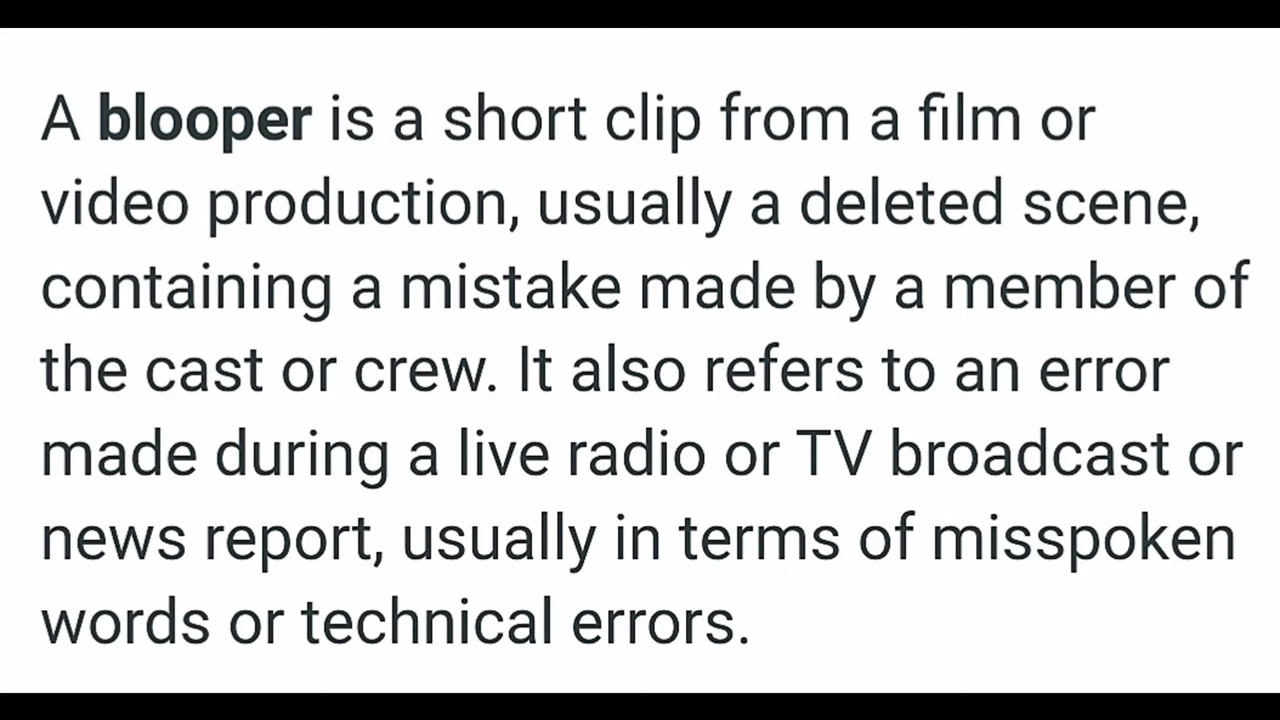 A blooper is a short clip from a film or
video production, usually a deleted scene,
containing a mistake made by a member of
the cast or crew. It also refers to an error
made during a live radio or TV broadcast or
news report, usually in terms of misspoken
words or technical errors.